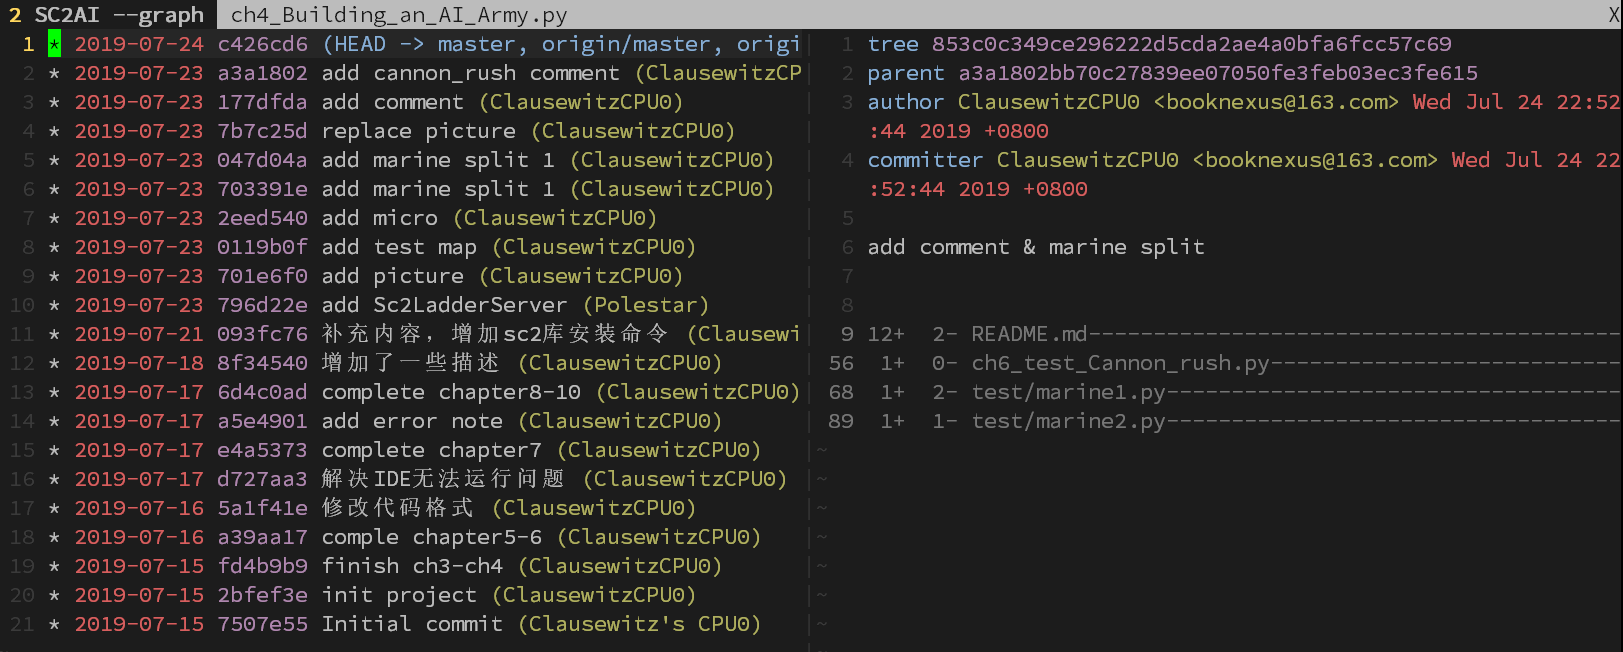 2 SC2AI --graph ch4_Building_an_AI_Army.py X
1 * 2019-07-24 c426cd6 (HEAD -> master, origin/master, origi
2 * 2019-07-23 a3a1802 add cannon_rush comment (ClausewitzCP
3 * 2019-07-23 177dfda add comment (ClausewitzCPU0)
4 * 2019-07-23 7b7c25d replace picture (ClausewitzCPU0)
5 * 2019-07-23 047d04a add marine split 1 (ClausewitzCPU0)
6 * 2019-07-23 703391e add marine split 1 (ClausewitzCPU0)
7 * 2019-07-23 2eed540 add micro (ClausewitzCPU0)
8 * 2019-07-23 0119b0f add test map (ClausewitzCPU0)
9 * 2019-07-23 701e6f0 add picture (ClausewitzCPU0)
10 * 2019-07-23 796d22e add Sc2LadderServer (Polestar)
11 * 2019-07-21 093fc76 补充内容，增加sc2库安装命令 (Clausewi
12 * 2019-07-18 8f34540 增加了一些描述 (ClausewitzCPU0)
13 * 2019-07-17 6d4c0ad complete chapter8-10 (ClausewitzCPU0)
14 * 2019-07-17 a5e4901 add error note (ClausewitzCPU0)
15 * 2019-07-17 e4a5373 complete chapter7 (ClausewitzCPU0)
16 * 2019-07-17 d727aa3 解决IDE无法运行问题 (ClausewitzCPU0)
17 * 2019-07-16 5a1f41e 修改代码格式 (ClausewitzCPU0)
18 * 2019-07-16 a39aa17 comple chapter5-6 (ClausewitzCPU0)
19 * 2019-07-15 fd4b9b9 finish ch3-ch4 (ClausewitzCPU0)
20 * 2019-07-15 2bfef3e init project (ClausewitzCPU0)
21 * 2019-07-15 7507e55 Initial commit (Clausewitz's CPU0)
1 tree 853c0c349ce296222d5cda2ae4a0bfa6fcc57c69
2 parent a3a1802bb70c27839ee07050fe3feb03ec3fe615
3 author ClausewitzCPU0 <booknexus@163.com> Wed Jul 24 22:52
:44 2019 +0800
4 committer ClausewitzCPU0 <booknexus@163.com> Wed Jul 24 22
:52:44 2019 +0800
5
6 add comment & marine split
7
8
9 12+ 2- README.md-----------------------------------------
56 1+ 0- ch6_test_Cannon_rush.py---------------------------
68 1+ 2- test/marine1.py-----------------------------------
89 1+ 1- test/marine2.py-----------------------------------
~
~
~
~
~
~
~